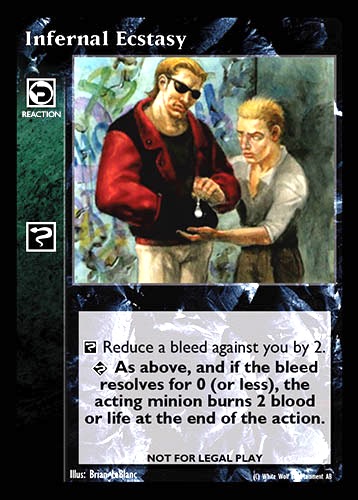 Infernal Ecstasy
REACTION
Reduce a bleed against you by 2.
As above, and if the bleed
resolves for 0 (or less), the
acting minion burns 2 blood
or life at the end of the action.
NOT FOR LEGAL PLAY
Illus: Brian LeBlanc
(C) White Wolf Entertainment AB